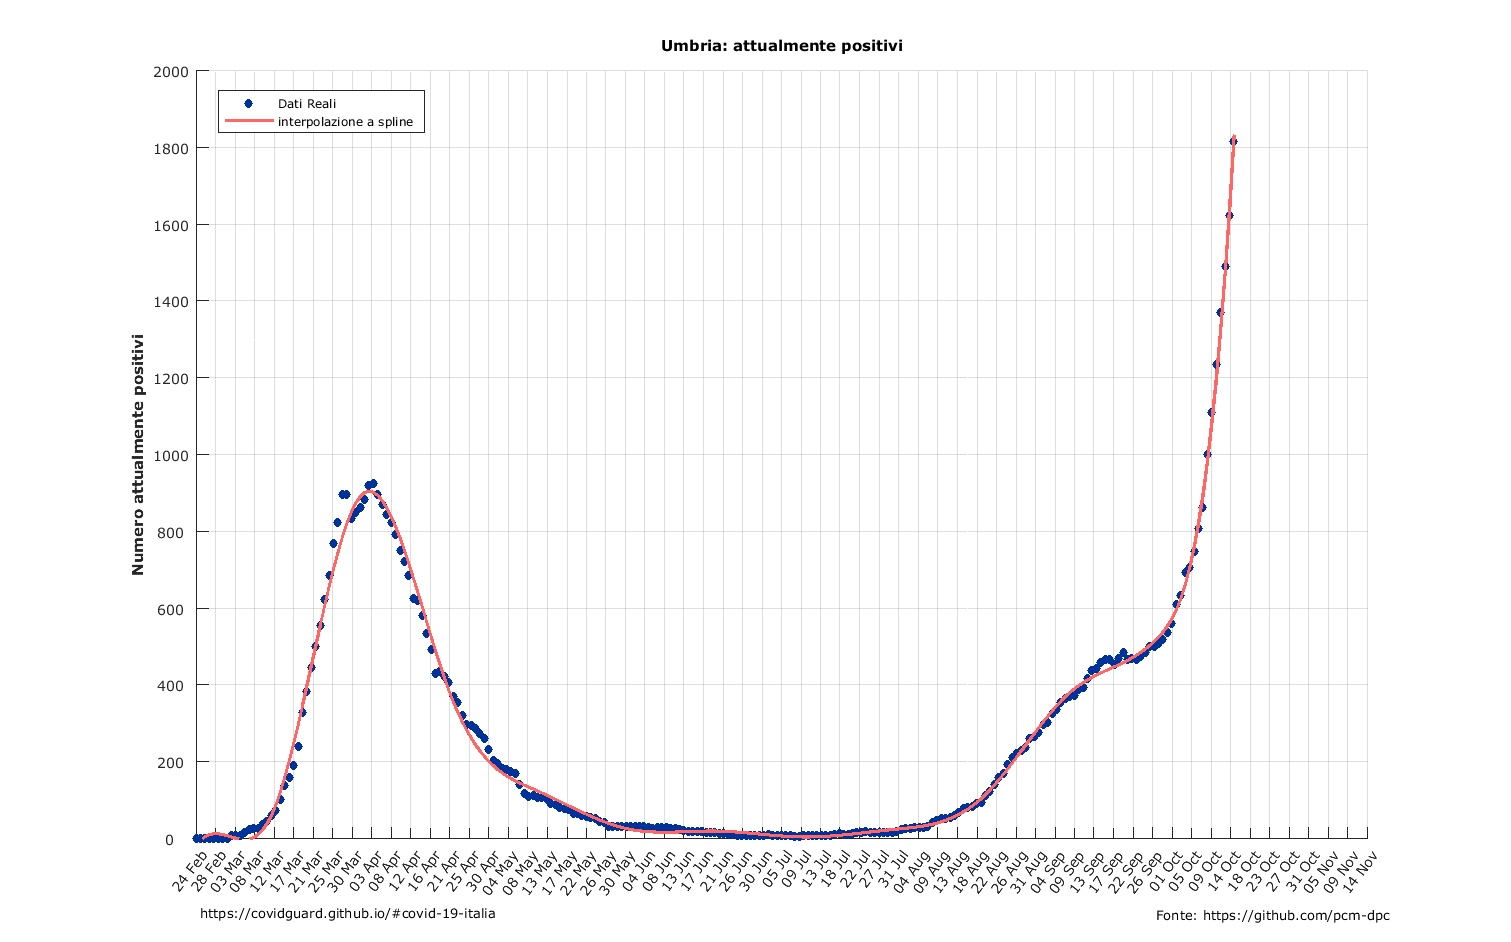 Umbria: attualmente positivi
Dati Reali
interpolazione a spline
Numero attualmente positivi
2000
1800
1600
1400
1200
1000
800
600
400
200
0
24 Feb
28 Feb
03 Mar
08 Mar
12 Mar
17 Mar
21 Mar
25 Mar
30 Mar
03 Apr
08 Apr
12 Apr
16 Apr
21 Apr
25 Apr
30 Apr
04 May
08 May
13 May
17 May
22 May
26 May
30 May
04 Jun
08 Jun
13 Jun
17 Jun
21 Jun
26 Jun
30 Jun
05 Jul
09 Jul
13 Jul
18 Jul
22 Jul
27 Jul
31 Jul
04 Aug
09 Aug
13 Aug
18 Aug
22 Aug
26 Aug
31 Aug
04 Sep
09 Sep
13 Sep
17 Sep
22 Sep
26 Sep
01 Oct
05 Oct
09 Oct
14 Oct
18 Oct
23 Oct
27 Oct
31 Oct
05 Nov
09 Nov
14 Nov
https://covidguard.github.io/#covid-19-italia
Fonte: https://github.com/pcm-dpc